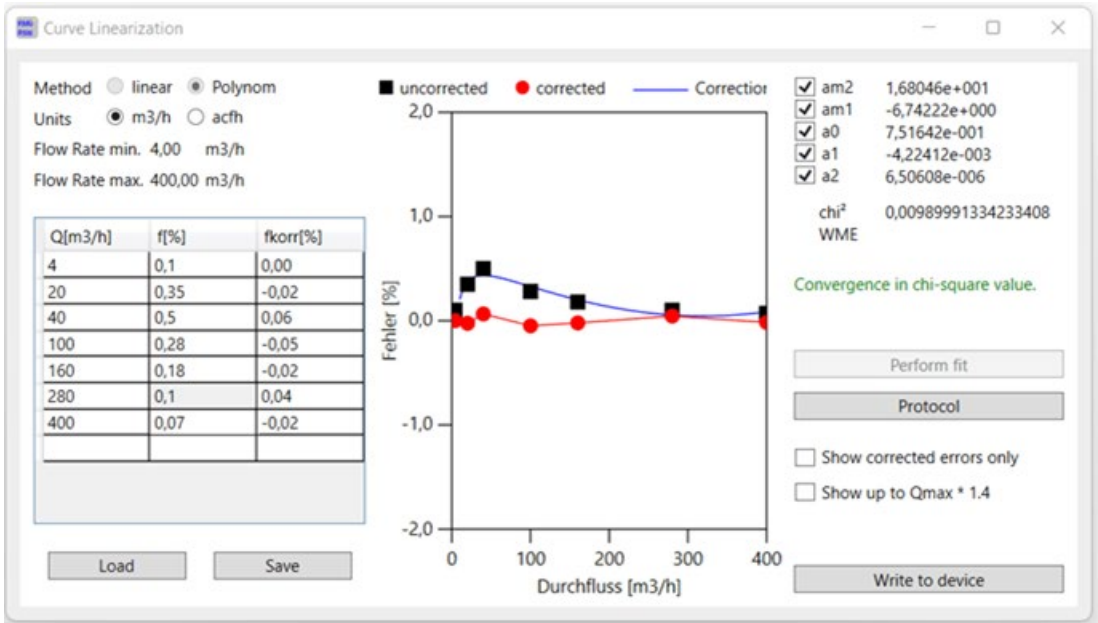 Curve Linearization
Method linear Polynom
Units m3/h acfh
Flow Rate min. 4,00 m3/h
Flow Rate max. 400,00 m3/h
Q[m3/h] f[%] fkorr[%]
4 0,1 0,00
20 0,35 -0,02
40 0,5 0,06
100 0,28 -0,05
160 0,18 -0,02
280 0,1 0,04
400 0,07 -0,02
Load Save
uncorrected corrected Correction
2,0
1,0
0,0
-1,0
-2,0
Fehler [%]
0 100 200 300 400
Durchfluss [m3/h]
am2 1,68046e+001
am1 -6,74222e+000
a0 7,51642e-001
a1 -4,22412e-003
a2 6,50608e-006
chi² 0,00989991334233408
WME
Convergence in chi-square value.
Perform fit
Protocol
Show corrected errors only
Show up to Qmax * 1.4
Write to device